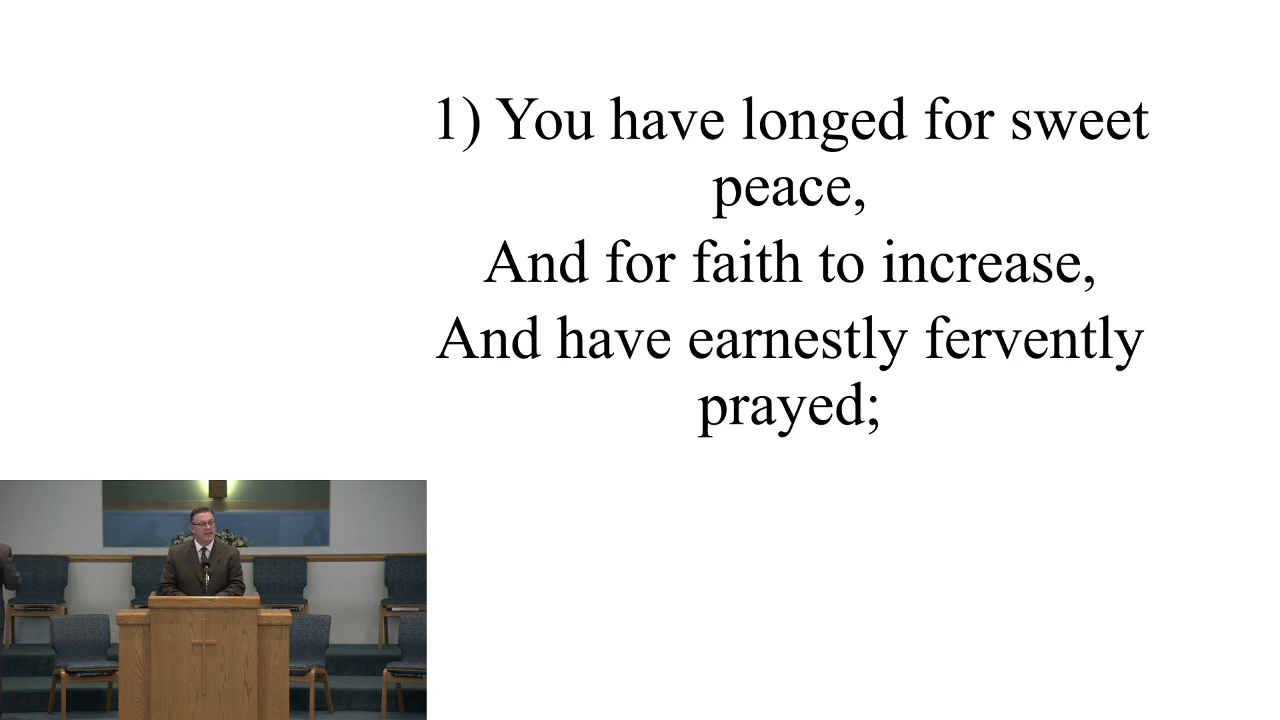 1) You have longed for sweet
peace,
And for faith to increase,
And have earnestly fervently
prayed;